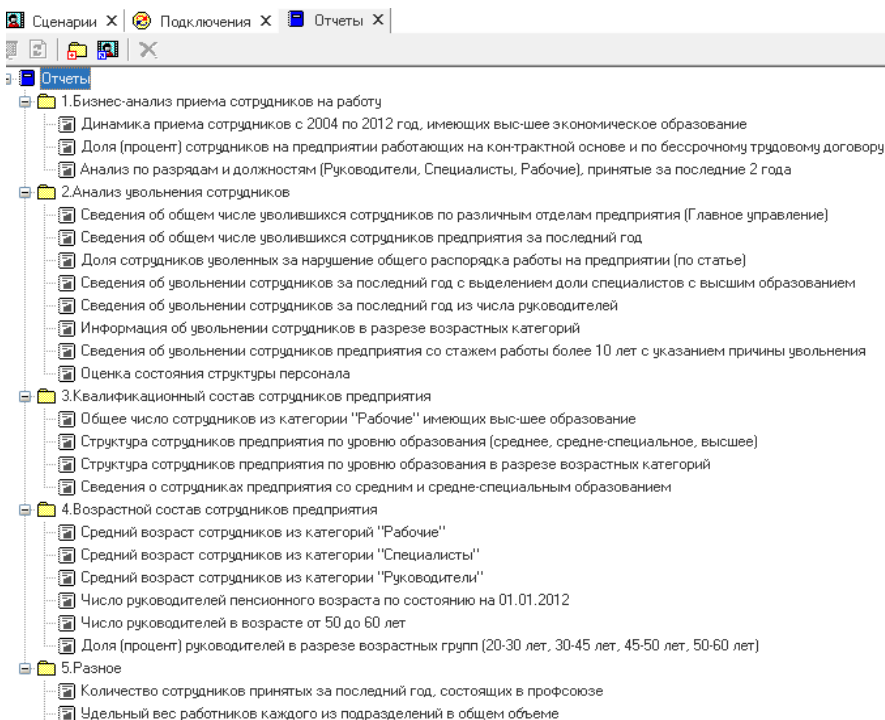 Сценарии X Подключения X Отчеты X
Отчеты
1.Бизнес-анализ приема сотрудников на работу
Динамика приема сотрудников с 2004 по 2012 год, имеющих выс-шее экономическое образование
Доля (процент) сотрудников на предприятии работающих на кон-трактной основе и по бессрочному трудовому договору
Анализ по разрядам и должностям (Руководители, Специалисты, Рабочие), принятые за последние 2 года
2.Анализ увольнения сотрудников
Сведения об общем числе уволившихся сотрудников по различным отделам предприятия (Главное управление)
Сведения об общем числе уволившихся сотрудников предприятия за последний год
Доля сотрудников уволенных за нарушение общего распорядка работы на предприятии (по статье)
Сведения об увольнении сотрудников за последний год с выделением доли специалистов с высшим образованием
Сведения об увольнении сотрудников за последний год из числа руководителей
Информация об увольнении сотрудников в разрезе возрастных категорий
Сведения об увольнении сотрудников предприятия со стажем работы более 10 лет с указанием причины увольнения
Оценка состояния структуры персонала
3.Квалификационный состав сотрудников предприятия
Общее число сотрудников из категории "Рабочие" имеющих выс-шее образование
Структура сотрудников предприятия по уровню образования (среднее, средне-специальное, высшее)
Структура сотрудников предприятия по уровню образования в разрезе возрастных категорий
Сведения о сотрудниках предприятия со средним и средне-специальным образованием
4.Возрастной состав сотрудников предприятия
Средний возраст сотрудников из категорий "Рабочие"
Средний возраст сотрудников из категории "Специалисты"
Средний возраст сотрудников из категории "Руководители"
Число руководителей пенсионного возраста по состоянию на 01.01.2012
Число руководителей в возрасте от 50 до 60 лет
Доля (процент) руководителей в разрезе возрастных групп (20-30 лет, 30-45 лет, 45-50 лет, 50-60 лет)
5.Разное
Количество сотрудников принятых за последний год, состоящих в профсоюзе
Удельный вес работников каждого из подразделений в общем объеме